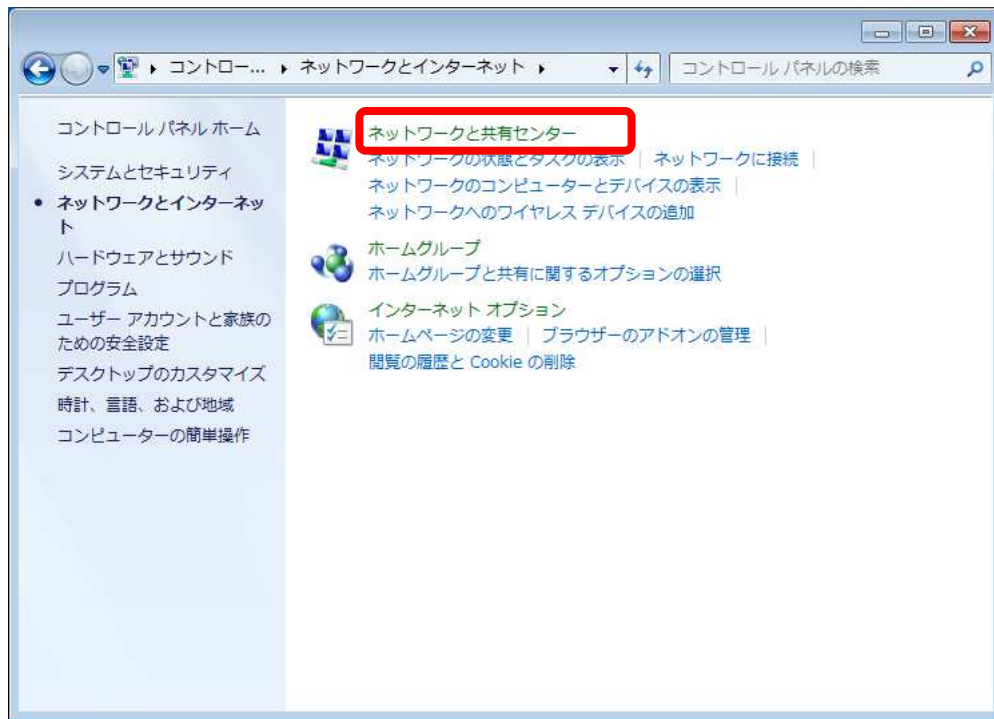 コントロー... ネットワークとインターネット
コントロール パネルの検索
コントロール パネル ホーム
システムとセキュリティ
ネットワークとインターネッ
ト
ハードウェアとサウンド
プログラム
ユーザー アカウントと家族の
ための安全設定
デスクトップのカスタマイズ
時計、言語、および地域
コンピューターの簡単操作
ネットワークと共有センター
ネットワークの状態とタスクの表示 ネットワークに接続
ネットワークのコンピューターとデバイスの表示
ネットワークへのワイヤレス デバイスの追加
ホームグループ
ホームグループと共有に関するオプションの選択
インターネット オプション
ホームページの変更 ブラウザーのアドオンの管理
閲覧の履歴と Cookie の削除